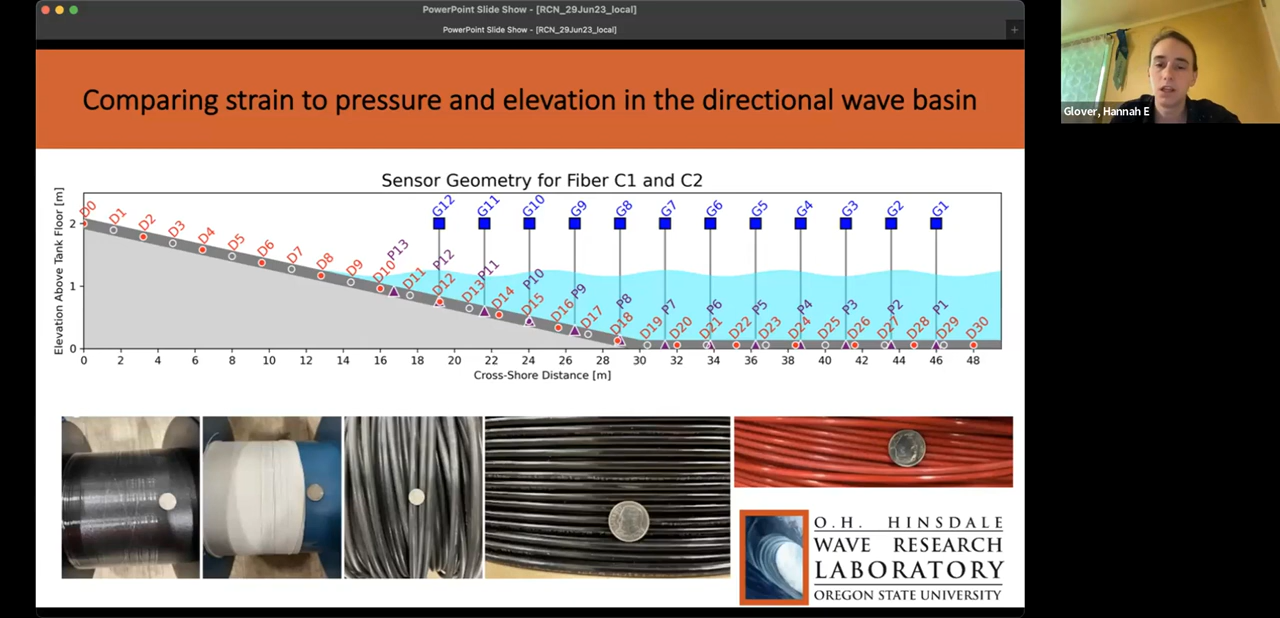 PowerPoint Slide Show - [RCN_29Jun23_local]
PowerPoint Slide Show - [RCN_29Jun23_local]
+
Glover, Hannah E
Comparing strain to pressure and elevation in the directional wave basin
Sensor Geometry for Fiber C1 and C2
Elevation Above Tank Floor [m]
2
1
0
G12 G11 G10 G9 G8 G7 G6 G5 G4 G3 G2 G1
P13 P12 P11 P10 P9 P8 P7 P6 P5 P4 P3 P2 P1
D0 D1 D2 D3 D4 D5 D6 D7 D8 D9 D10 D11 D12 D13 D14 D15 D16 D17 D18 D19 D20 D21 D22 D23 D24 D25 D26 D27 D28 D29 D30
0 2 4 6 8 10 12 14 16 18 20 22 24 26 28 30 32 34 36 38 40 42 44 46 48
Cross-Shore Distance [m]
O.H. HINSDALE
WAVE RESEARCH
LABORATORY
OREGON STATE UNIVERSITY